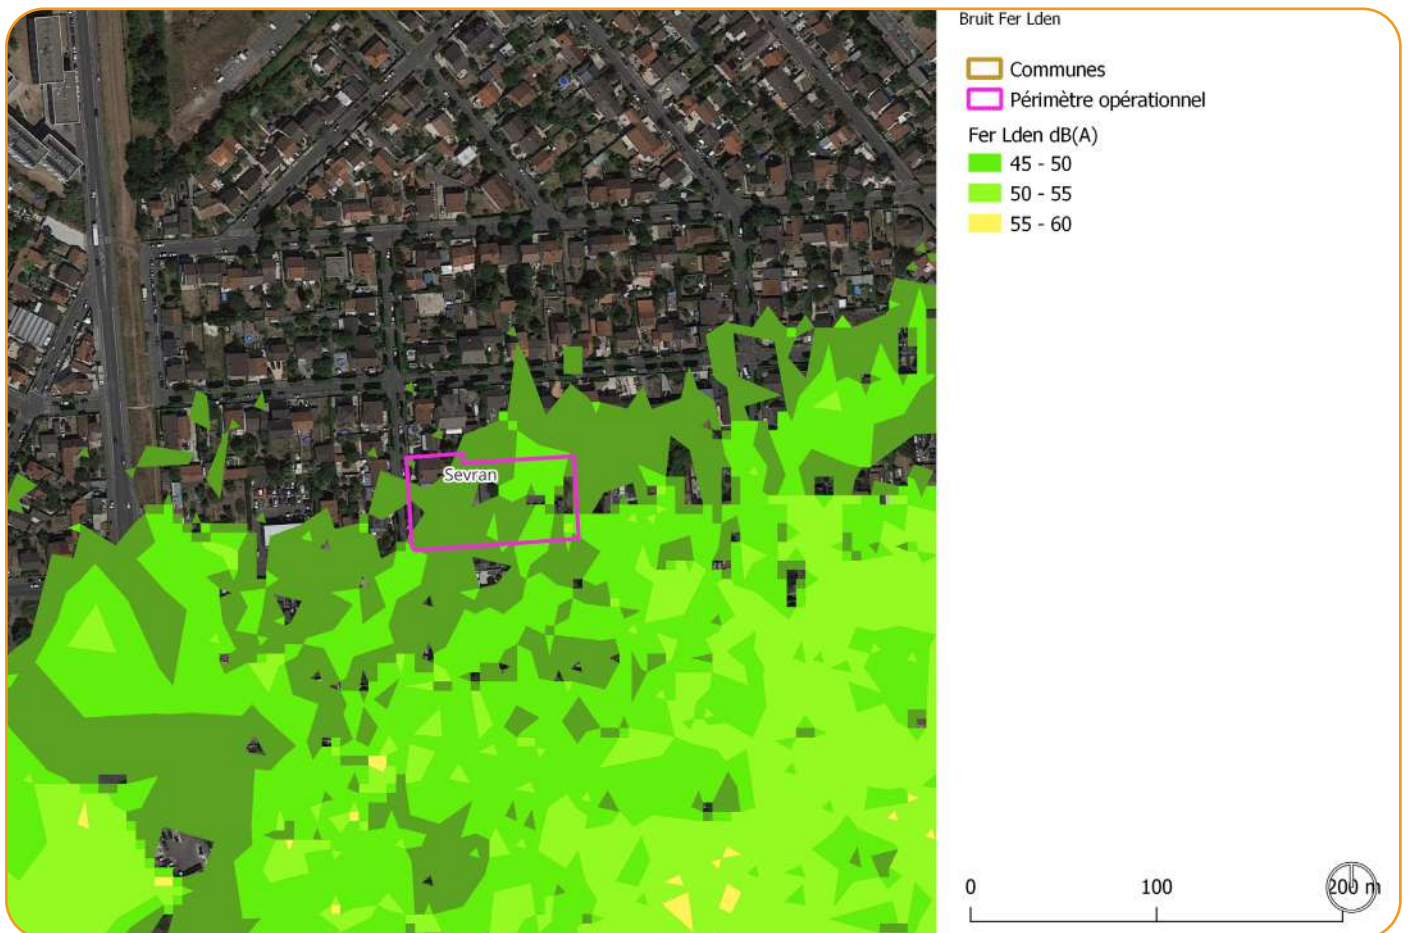 Bruit Fer Lden
Communes
Périmètre opérationnel
Fer Lden dB(A)
45 - 50
50 - 55
55 - 60
Sevran
0 100 200 m